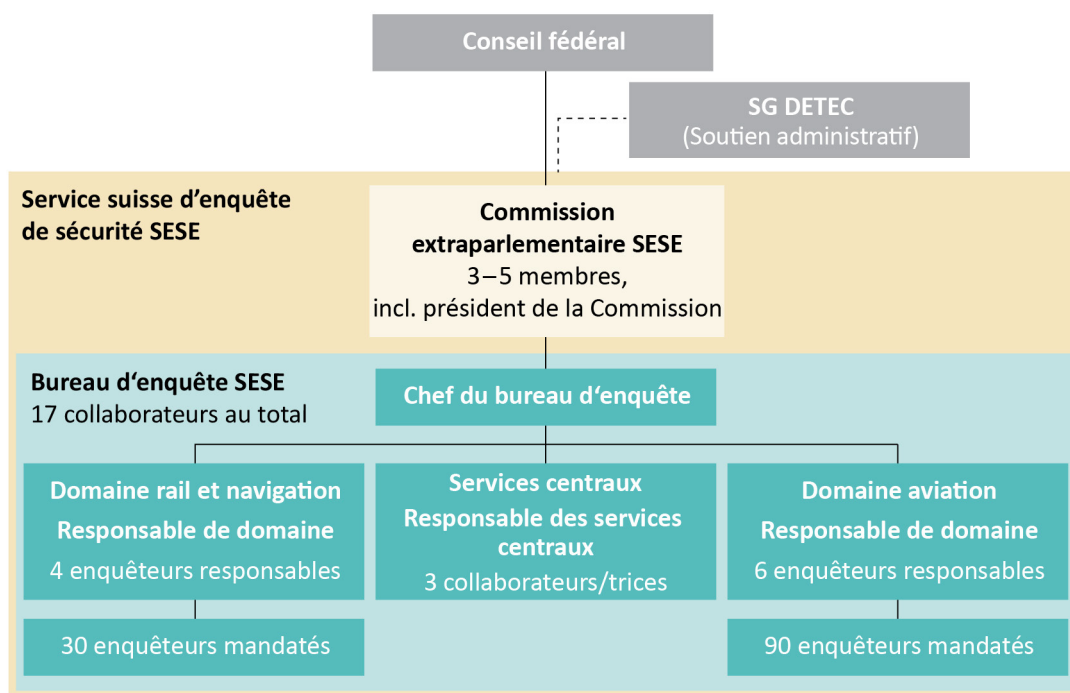 Conseil fédéral
SG DETEC
(Soutien administratif)
Service suisse d’enquête
de sécurité SESE
Commission
extraparlementaire SESE
3–5 membres,
incl. président de la Commission
Bureau d‘enquête SESE
17 collaborateurs au total
Chef du bureau d‘enquête
Domaine rail et navigation
Responsable de domaine
4 enquêteurs responsables
Services centraux
Responsable des services
centraux
3 collaborateurs/trices
Domaine aviation
Responsable de domaine
6 enquêteurs responsables
30 enquêteurs mandatés
90 enquêteurs mandatés